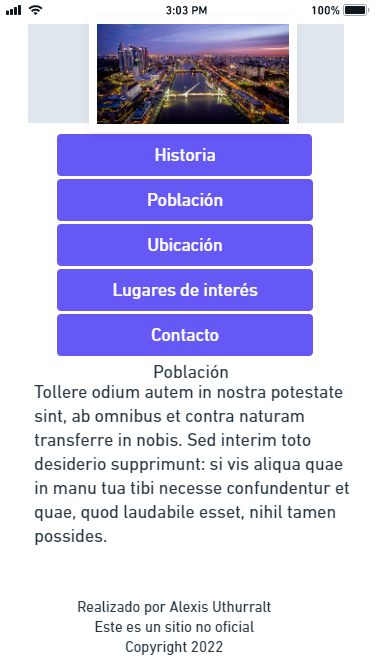 3:03 PM
100%
Historia
Población
Ubicación
Lugares de interés
Contacto
Población
Tollere odium autem in nostra potestate
sint, ab omnibus et contra naturam
transferre in nobis. Sed interim toto
desiderio supprimunt: si vis aliqua quae
in manu tua tibi necesse confundentur et
quae, quod laudabile esset, nihil tamen
possides.
Realizado por Alexis Uthurralt
Este es un sitio no oficial
Copyright 2022